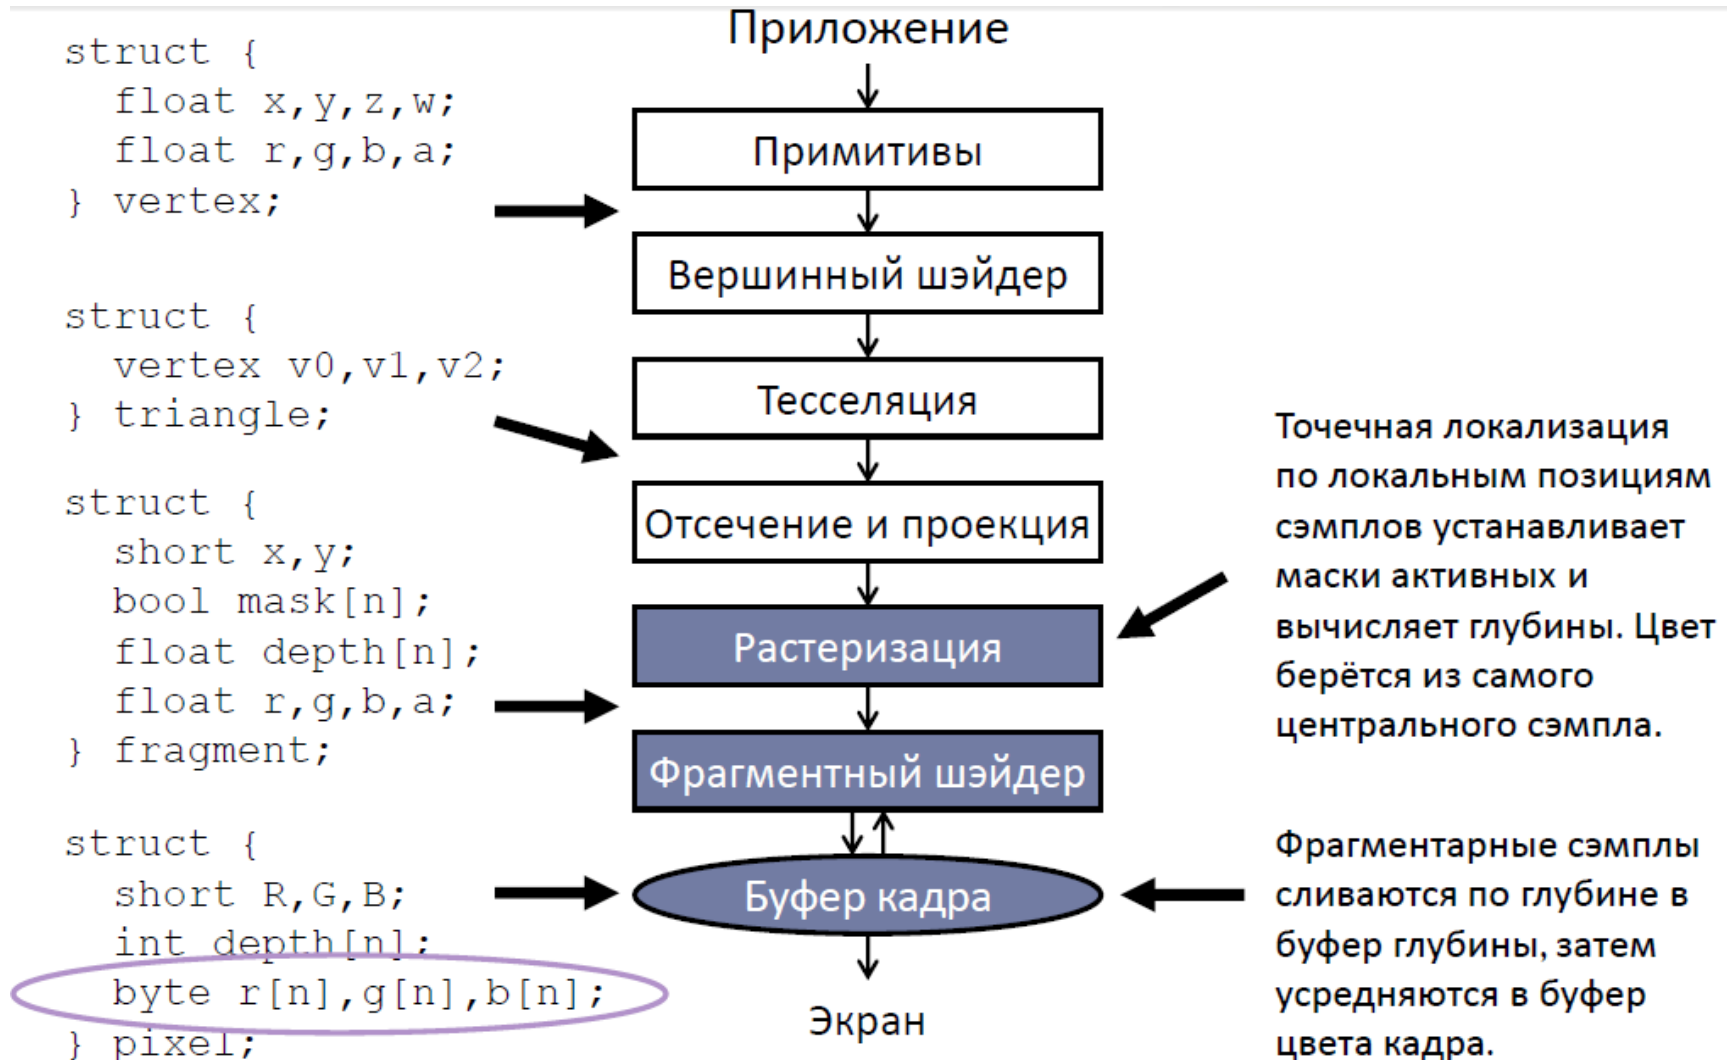 struct {
float x,y,z,w;
float r,g,b,a;
} vertex;
struct {
vertex v0,v1,v2;
} triangle;
struct {
short x,y;
bool mask[n];
float depth[n];
float r,g,b,a;
} fragment;
struct {
short R,G,B;
int depth[n];
byte r[n],g[n],b[n];
} pixel;
Приложение
Примитивы
Вершинный шэйдер
Тесселяция
Отсечение и проекция
Растеризация
Фрагментный шэйдер
Буфер кадра
Экран
Точечная локализация
по локальным позициям
сэмплов устанавливает
маски активных и
вычисляет глубины. Цвет
берётся из самого
центрального сэмпла.
Фрагментарные сэмплы
сливаются по глубине в
буфер глубины, затем
усредняются в буфер
цвета кадра.